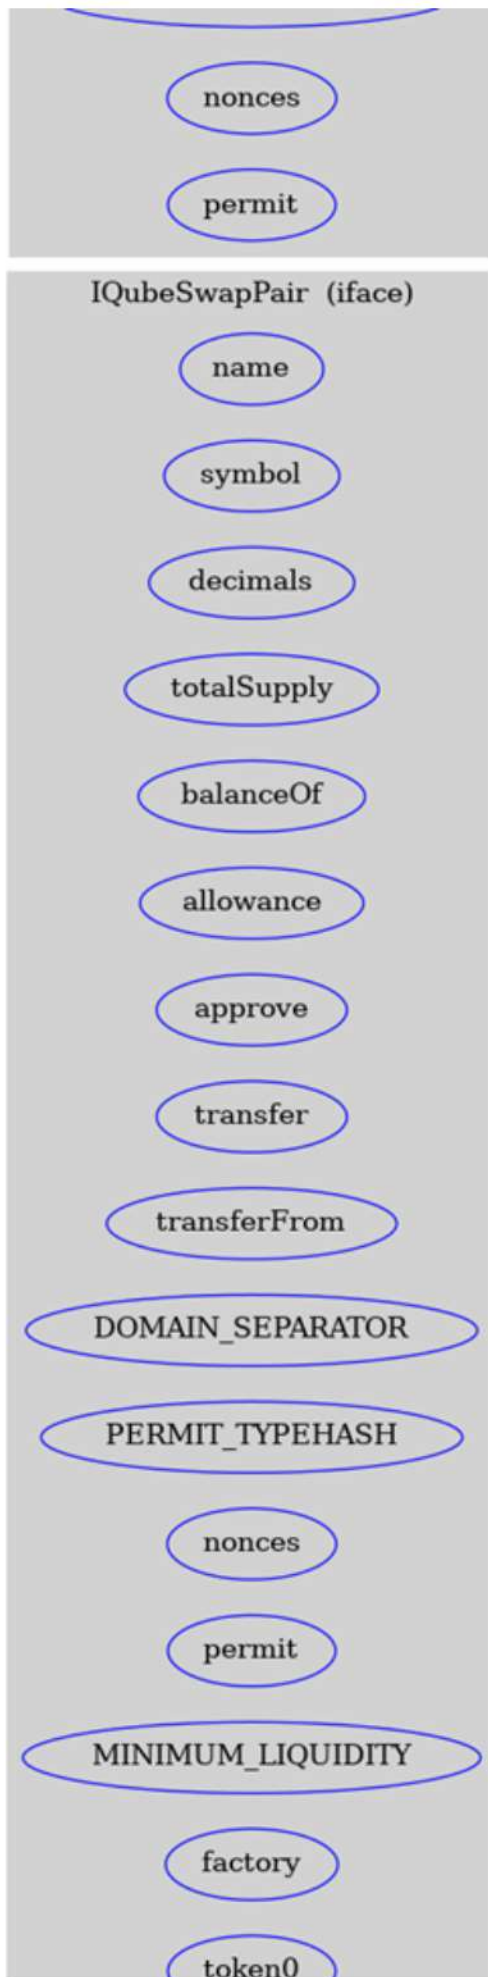 nonces
permit
IQubeSwapPair (iface)
name
symbol
decimals
totalSupply
balanceOf
allowance
approve
transfer
transferFrom
DOMAIN_SEPARATOR
PERMIT_TYPEHASH
nonces
permit
MINIMUM_LIQUIDITY
factory
token0